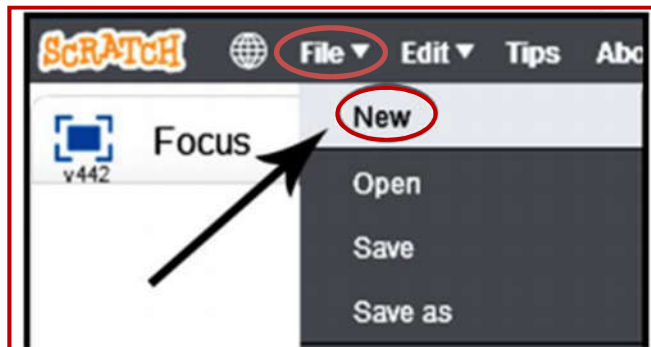 SCRATCH File ▼ Edit ▼ Tips Abo
New
Focus
v442
Open
Save
Save as